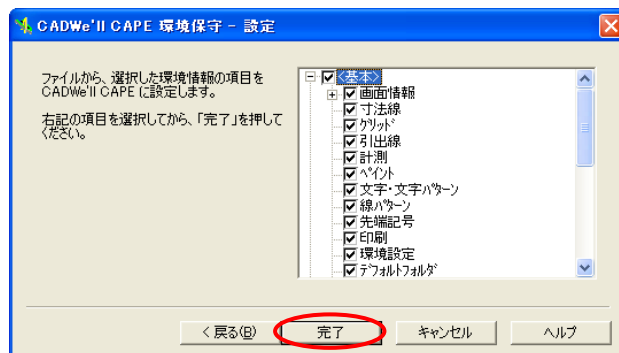 CADWe'll CAPE 環境保守 - 設定
ファイルから、選択した環境情報の項目を
CADWe'll CAPE に設定します。
右記の項目を選択してから、「完了」を押して
ください。
<基本>
画面情報
寸法線
グリッド
引出線
計測
ペイント
文字・文字パターン
線パターン
先端記号
印刷
環境設定
デフォルトフォルダ
< 戻る(B)
完了
キャンセル
ヘルプ